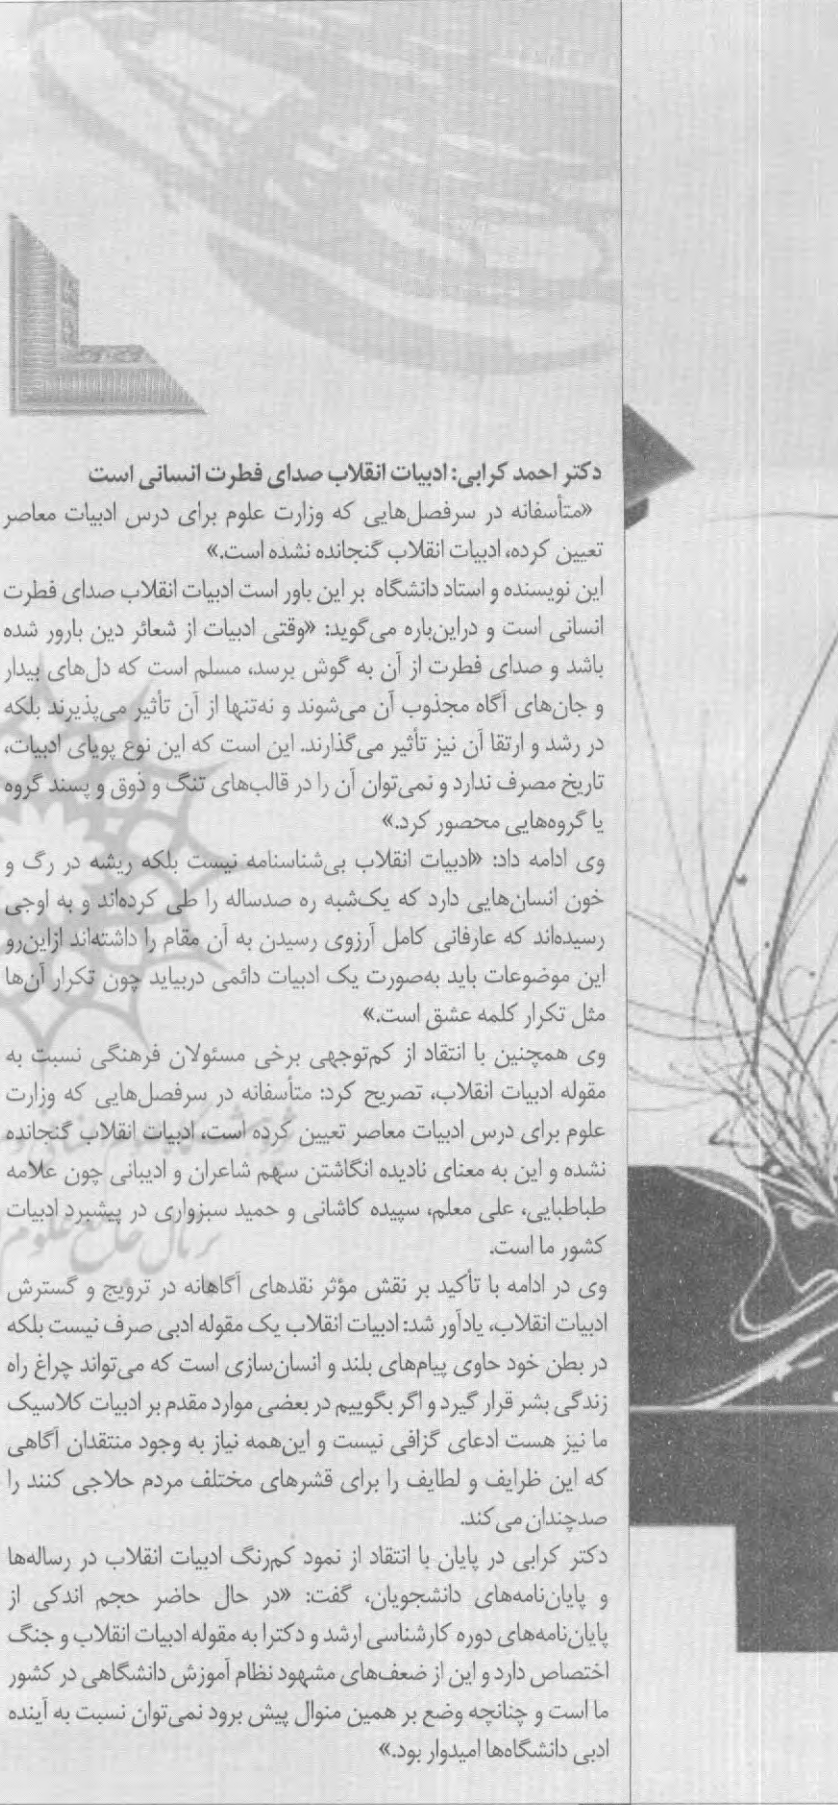 دکتر احمد کرابی: ادبیات انقلاب صدای فطرت انسانی است
«متأسفانه در سرفصل‌هایی که وزارت علوم برای درس ادبیات معاصر
تعیین کرده، ادبیات انقلاب گنجانده نشده است.»
این نویسنده و استاد دانشگاه بر این باور است ادبیات انقلاب صدای فطرت
انسانی است و دراین‌باره می‌گوید: «وقتی ادبیات از شعائر دین بارور شده
باشد و صدای فطرت از آن به گوش برسد، مسلم است که دل‌های بیدار
و جان‌های آگاه مجذوب آن می‌شوند و نه‌تنها از آن تأثیر می‌پذیرند بلکه
در رشد و ارتقا آن نیز تأثیر می‌گذارند. این است که این نوع پویای ادبیات،
تاریخ مصرف ندارد و نمی‌توان آن را در قالب‌های تنگ و ذوق و پسند گروه
یا گروه‌هایی محصور کرد.»
وی ادامه داد: «ادبیات انقلاب بی‌شناسنامه نیست بلکه ریشه در رگ و
خون انسان‌هایی دارد که یک‌شبه ره صدساله را طی کرده‌اند و به اوجی
رسیده‌اند که عارفانی کامل آرزوی رسیدن به آن مقام را داشته‌اند ازاین‌رو
این موضوعات باید به‌صورت یک ادبیات دائمی دربیاید چون تکرار آن‌ها
مثل تکرار کلمه عشق است.»
وی همچنین با انتقاد از کم‌توجهی برخی مسئولان فرهنگی نسبت به
مقوله ادبیات انقلاب، تصریح کرد: متأسفانه در سرفصل‌هایی که وزارت
علوم برای درس ادبیات معاصر تعیین کرده است، ادبیات انقلاب گنجانده
نشده و این به معنای نادیده انگاشتن سهم شاعران و ادیبانی چون علامه
طباطبایی، علی معلم، سپیده کاشانی و حمید سبزواری در پیشبرد ادبیات
کشور ما است.
وی در ادامه با تأکید بر نقش مؤثر نقدهای آگاهانه در ترویج و گسترش
ادبیات انقلاب، یادآور شد: ادبیات انقلاب یک مقوله ادبی صرف نیست بلکه
در بطن خود حاوی پیام‌های بلند و انسان‌سازی است که می‌تواند چراغ راه
زندگی بشر قرار گیرد و اگر بگوییم در بعضی موارد مقدم بر ادبیات کلاسیک
ما نیز هست ادعای گزافی نیست و این‌همه نیاز به وجود منتقدان آگاهی
که این ظرایف و لطایف را برای قشرهای مختلف مردم حلاجی کنند را
صدچندان می‌کند.
دکتر کرابی در پایان با انتقاد از نمود کم‌رنگ ادبیات انقلاب در رساله‌ها
و پایان‌نامه‌های دانشجویان، گفت: «در حال حاضر حجم اندکی از
پایان‌نامه‌های دوره کارشناسی ارشد و دکترا به مقوله ادبیات انقلاب و جنگ
اختصاص دارد و این از ضعف‌های مشهود نظام آموزش دانشگاهی در کشور
ما است و چنانچه وضع بر همین منوال پیش برود نمی‌توان نسبت به آینده
ادبی دانشگاه‌ها امیدوار بود.»